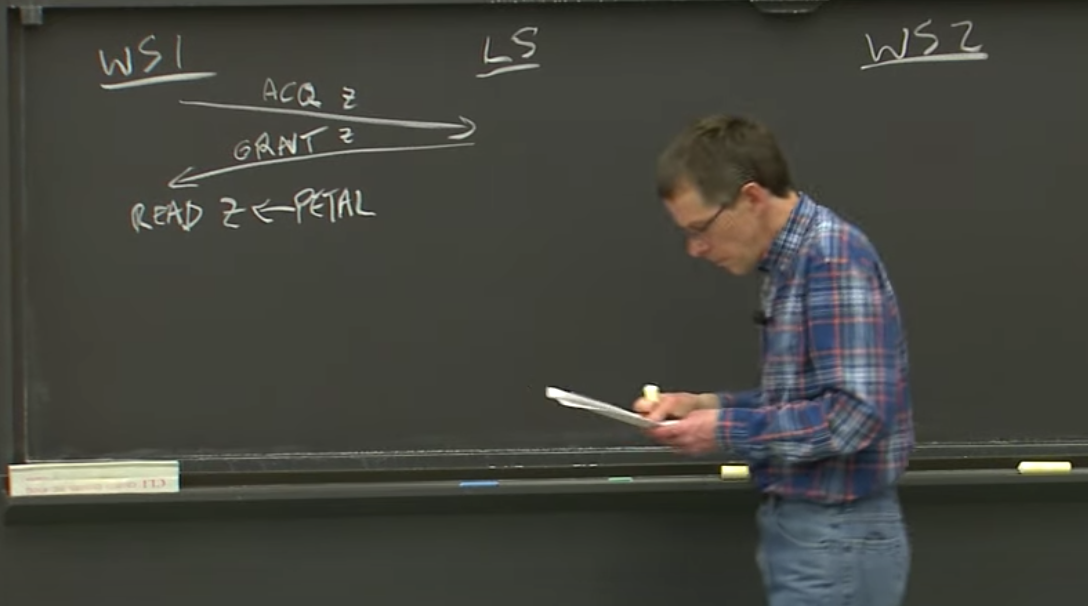 WS1 LS WS2
ACQ Z
GRANT Z
READ Z ← PETAL